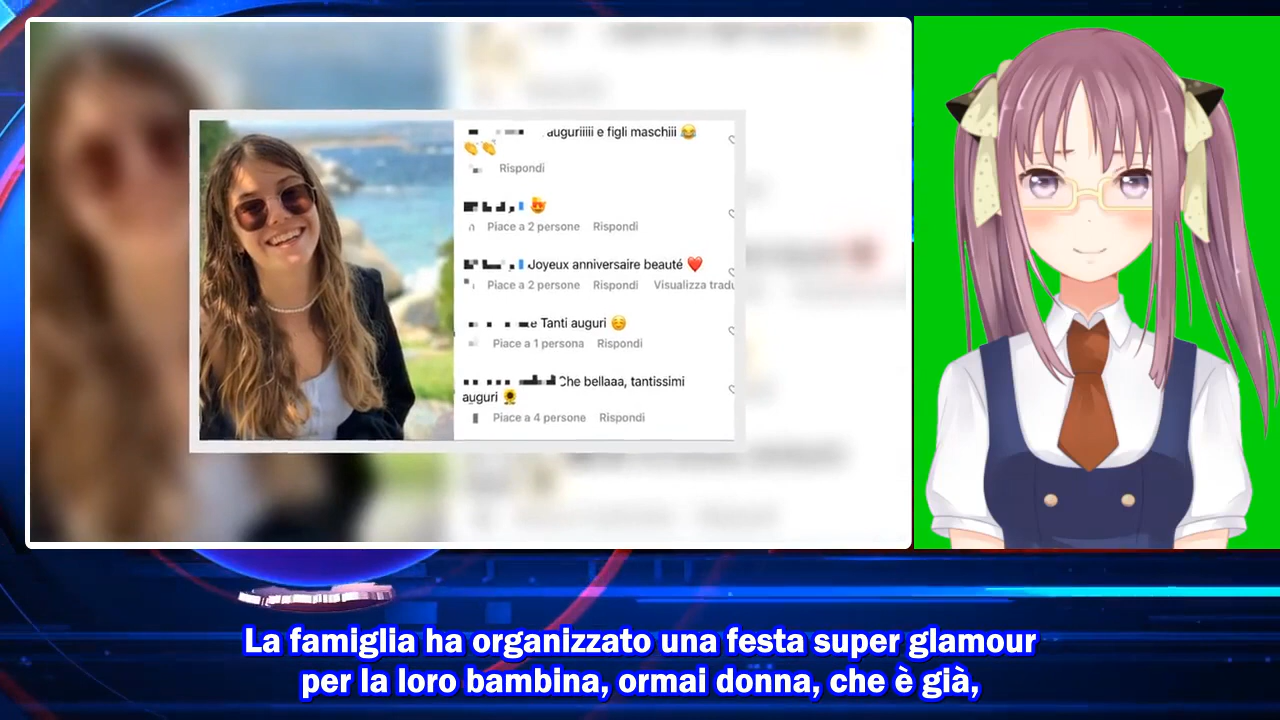 auguriiiii e figli maschiii 😂
👏👏
Rispondi
😍
Piace a 2 persone Rispondi
Joyeux anniversaire beauté ❤️
Piace a 2 persone Rispondi Visualizza tradu
Tanti auguri ☺️
Piace a 1 persona Rispondi
Che bellaaa, tantissimi
auguri 🌻
Piace a 4 persone Rispondi
La famiglia ha organizzato una festa super glamour
per la loro bambina, ormai donna, che è già,